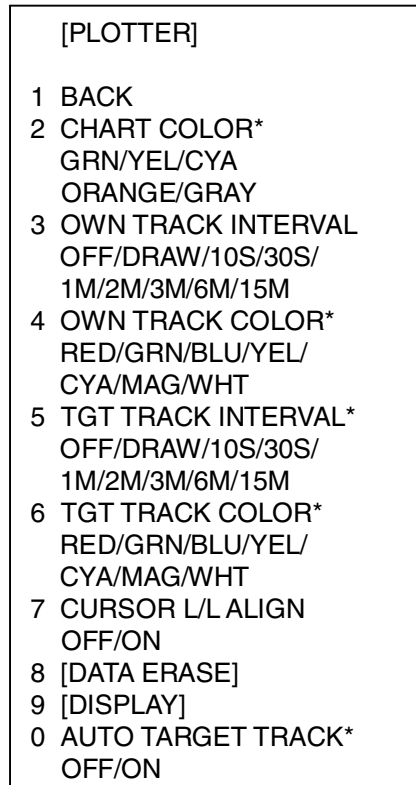 [PLOTTER]
1 BACK
2 CHART COLOR*
GRN/YEL/CYA
ORANGE/GRAY
3 OWN TRACK INTERVAL
OFF/DRAW/10S/30S/
1M/2M/3M/6M/15M
4 OWN TRACK COLOR*
RED/GRN/BLU/YEL/
CYA/MAG/WHT
5 TGT TRACK INTERVAL*
OFF/DRAW/10S/30S/
1M/2M/3M/6M/15M
6 TGT TRACK COLOR*
RED/GRN/BLU/YEL/
CYA/MAG/WHT
7 CURSOR L/L ALIGN
OFF/ON
8 [DATA ERASE]
9 [DISPLAY]
0 AUTO TARGET TRACK*
OFF/ON